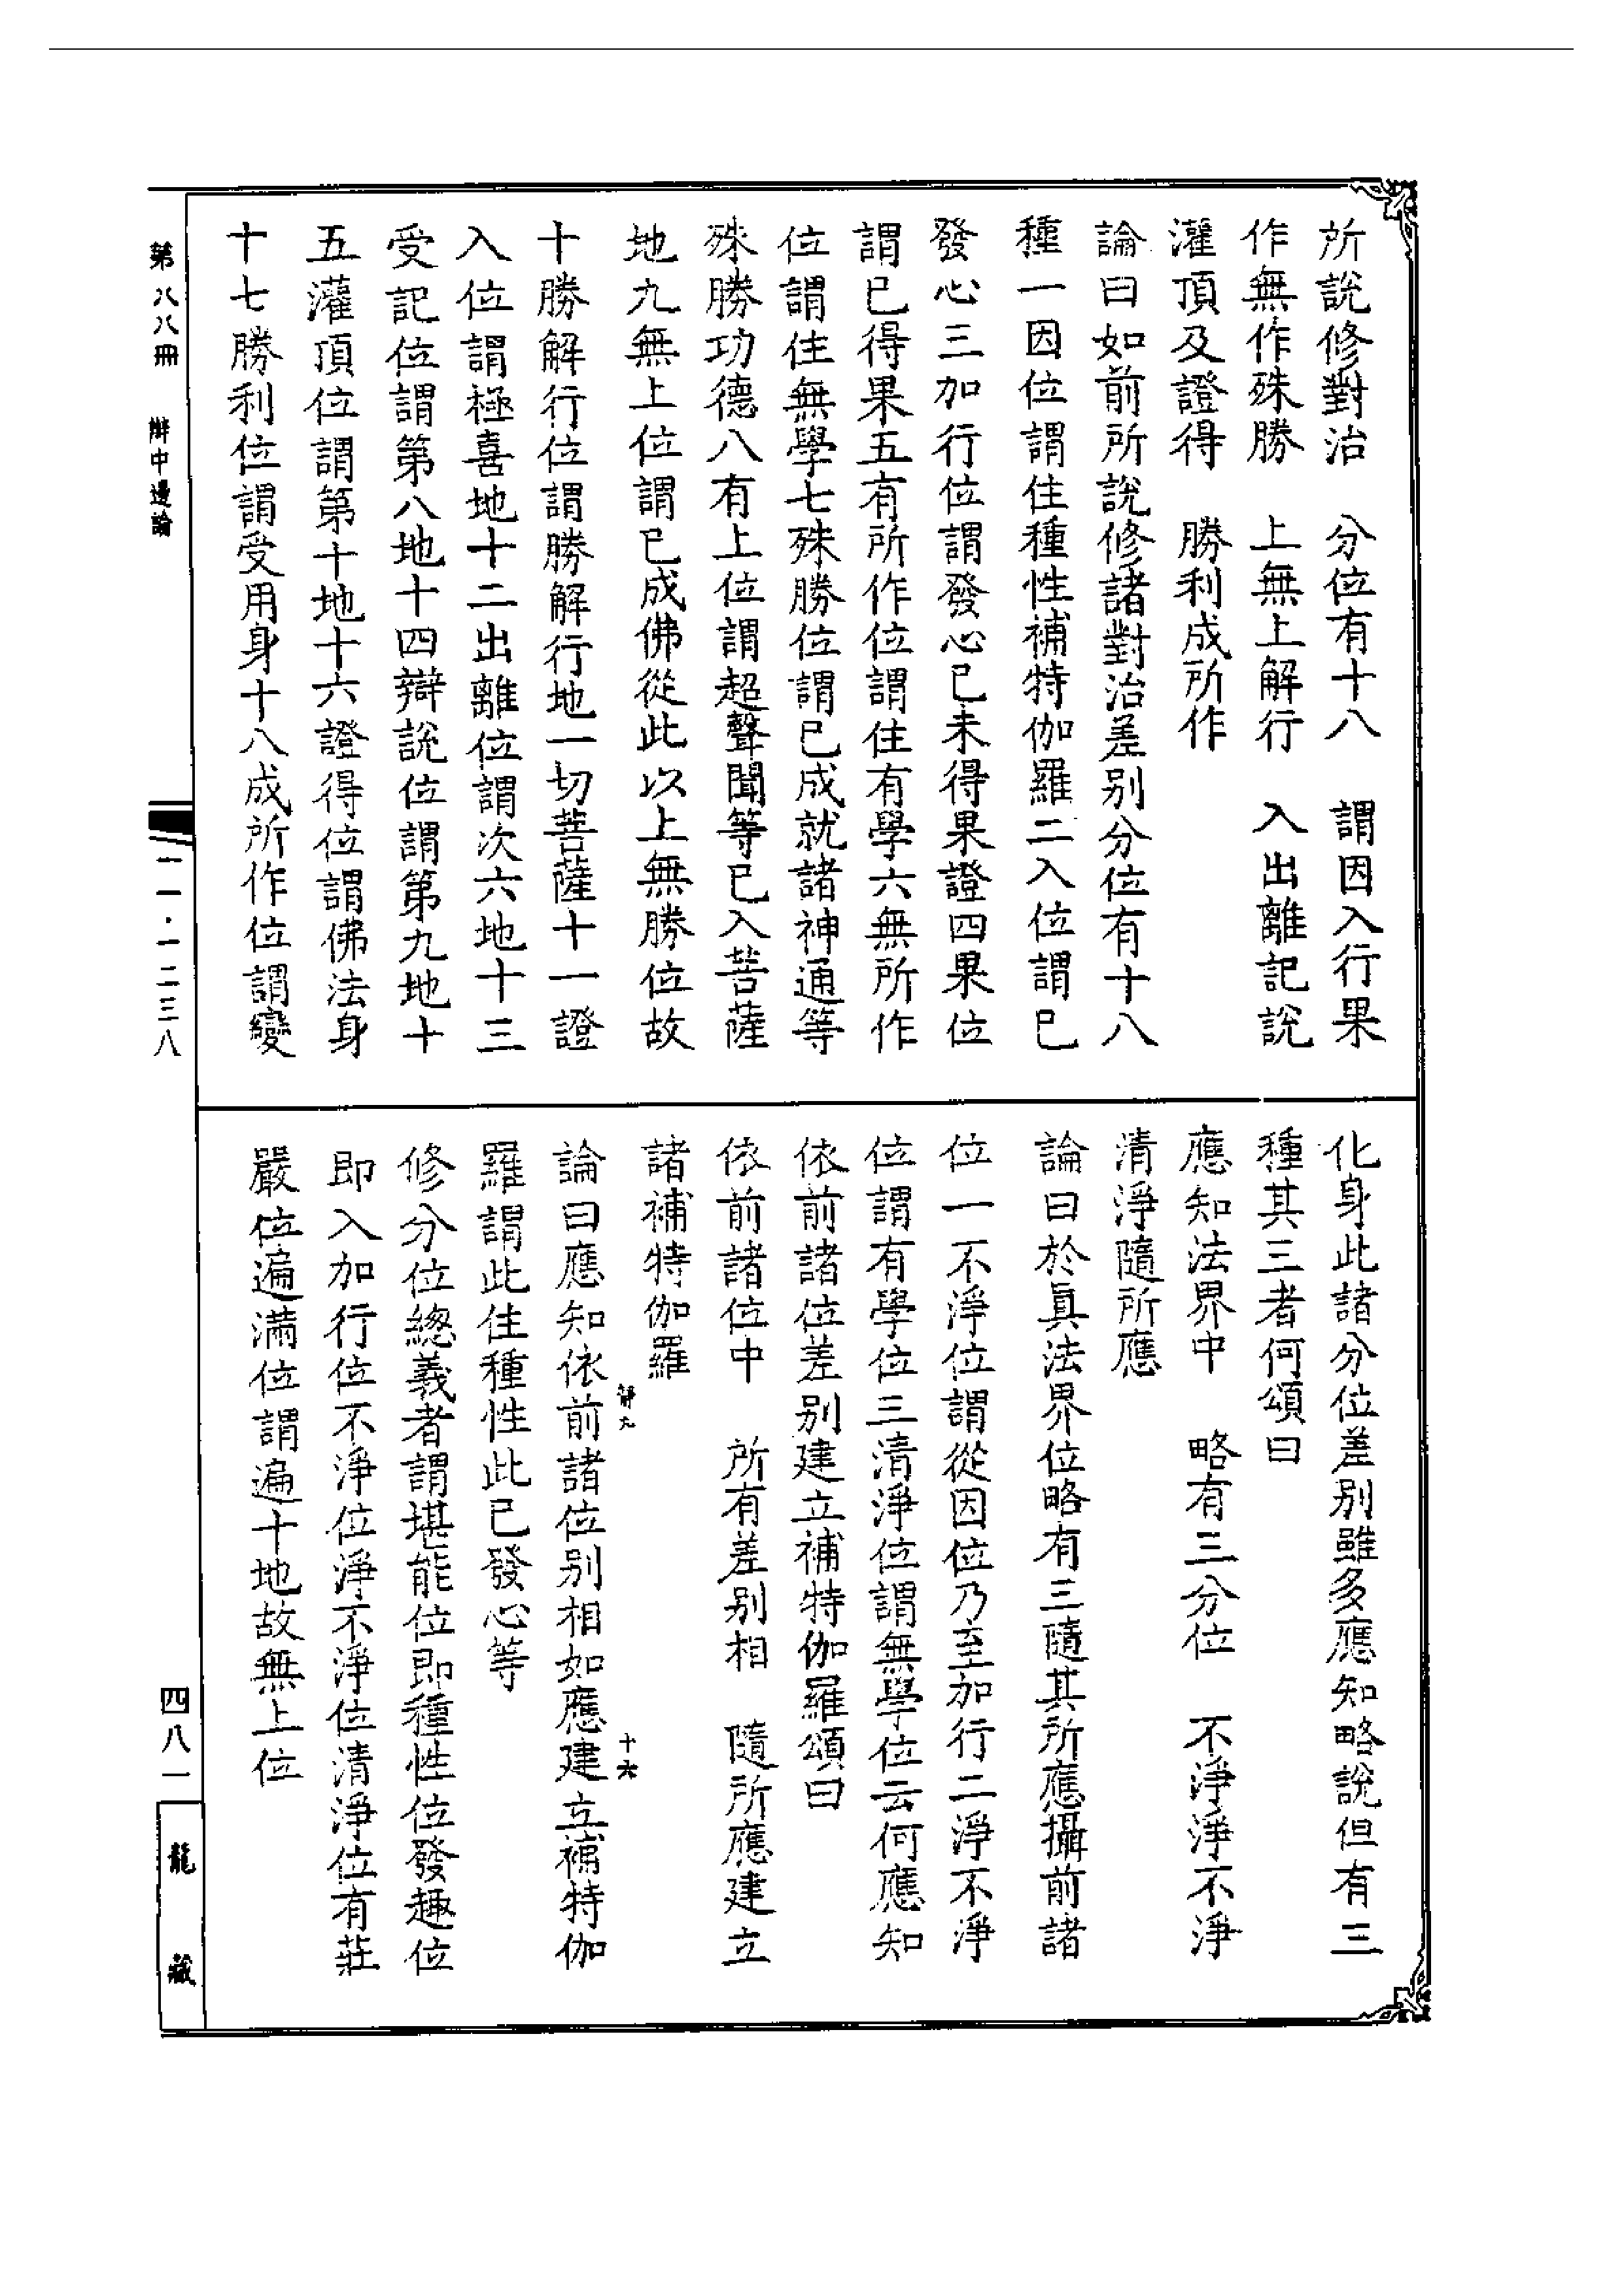 所說修對治　分位有十八　謂因入行果
作無作殊勝　上無上解行　入出離記說
灌頂及證得　勝利成所作
論曰如前所說修諸對治差别分位有十八
種一因位謂住種性補特伽羅二入位謂已
發心三加行位謂發心已未得果證四果位
謂已得果五有所作位謂住有學六無所作
位謂住無學七殊勝位謂已成就諸神通等
殊勝功德八有上位謂超聲聞等已入菩薩
地九無上位謂已成佛從此以上無勝位故
十勝解行位謂勝解行地一切菩薩十一證
入位謂極喜地十二出離位謂次六地十三
受記位謂第八地十四辯說位謂第九地十
五灌頂位謂第十地十六證得位謂佛法身
十七勝利位謂受用身十八成所作位謂變
化身此諸分位差别雖多應知略說但有三
種其三者何頌曰
應知法界中　略有三分位　不淨淨不淨
清淨隨所應
論曰於眞法界位略有三隨其所應攝前諸
位一不淨位謂從因位乃至加行二淨不淨
位謂有學位三清淨位謂無學位云何應知
依前諸位差别建立補特伽羅頌曰
依前諸位中　所有差别相　隨所應建立
諸補特伽羅
十六
論曰應知依前諸位别相如應建立補特伽
羅謂此住種性此已發心等
修分位總義者謂堪能位即種性位發趣位
即入加行位不淨位淨不淨位清淨位有莊
嚴位遍滿位謂遍十地故無上位
第八八冊　辯中邊論
一一·一二三八
四八一
龍藏